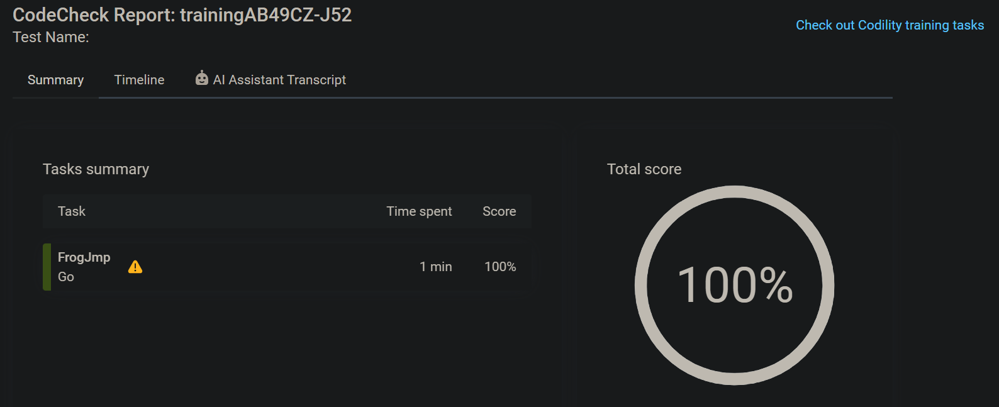 CodeCheck Report: trainingAB49CZ-J52
Check out Codility training tasks
Test Name:
Summary Timeline AI Assistant Transcript
Tasks summary
Task Time spent Score
FrogJmp
Go
1 min 100%
Total score
100%